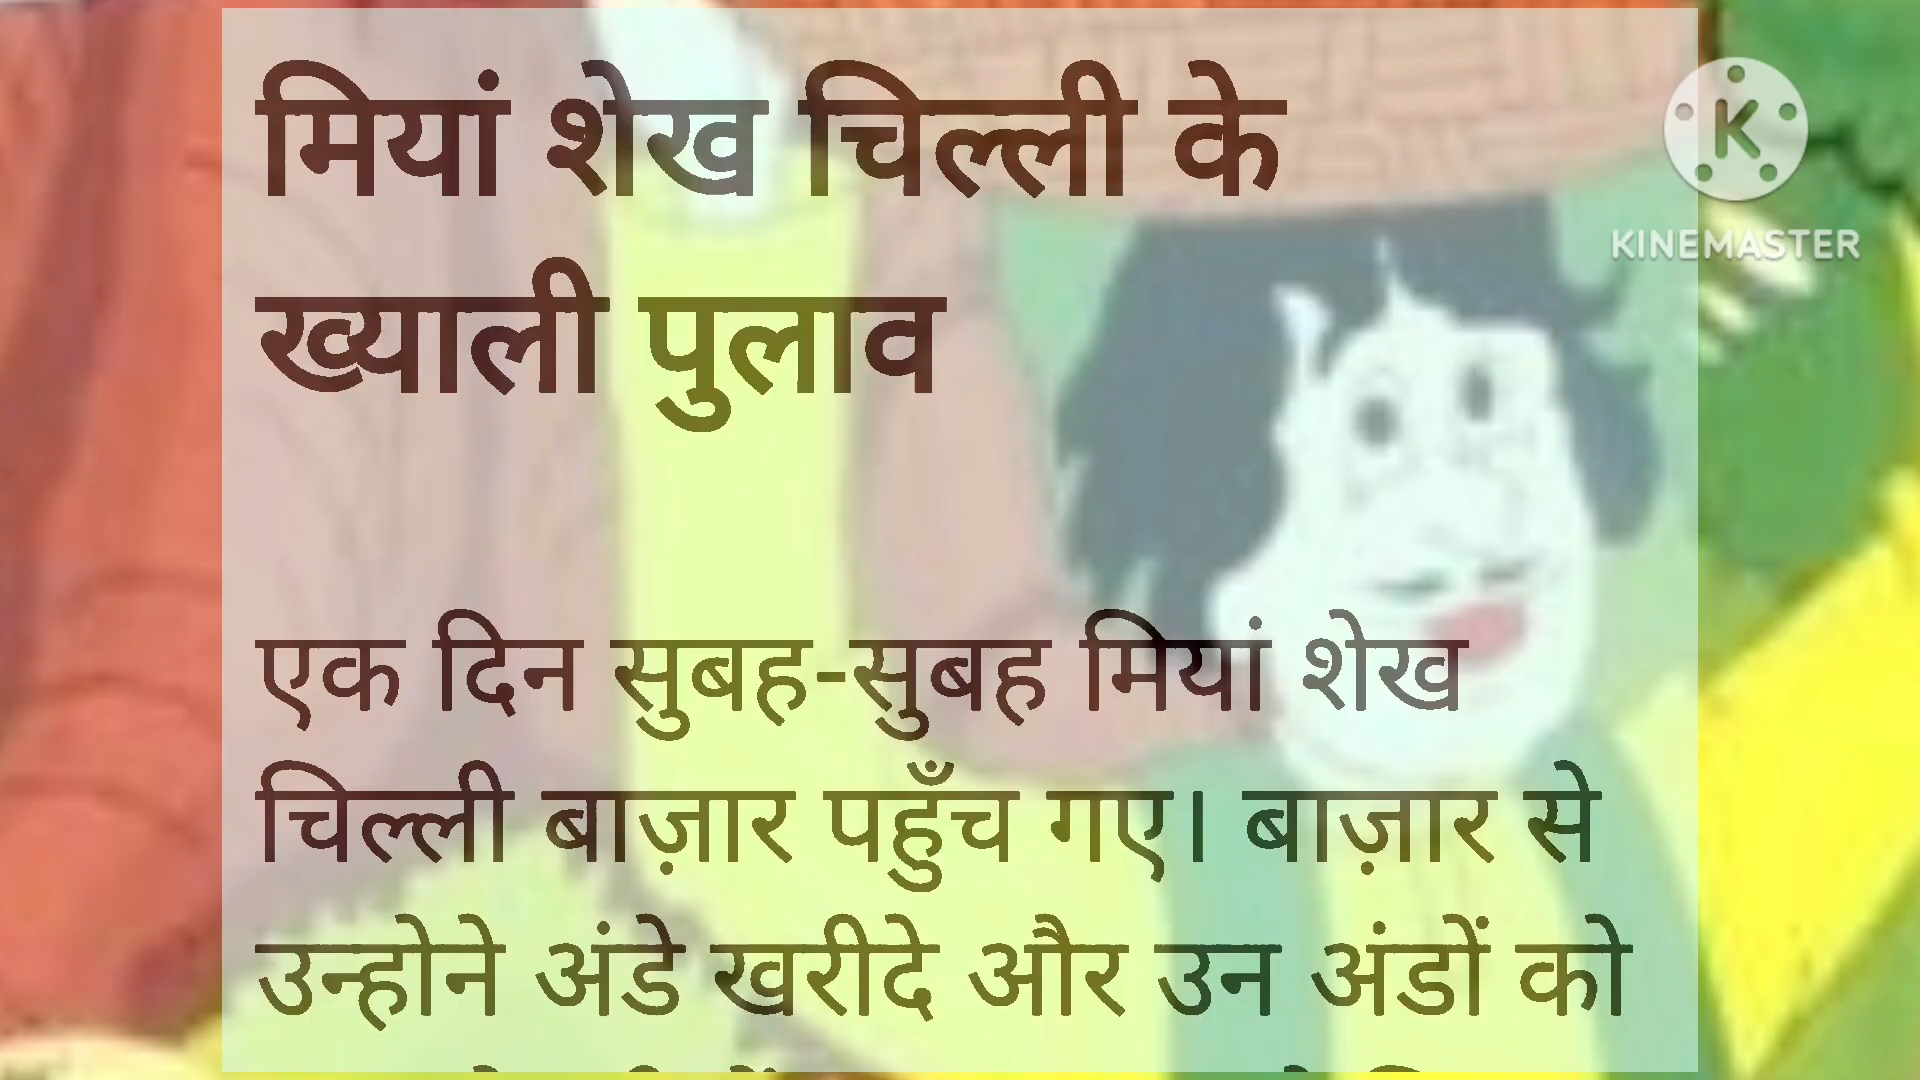 मियां शेख चिल्ली के
ख्याली पुलाव
एक दिन सुबह-सुबह मियां शेख
चिल्ली बाज़ार पहुँच गए। बाज़ार से
उन्होने अंडे खरीदे और उन अंडों को
K
KINEMASTER